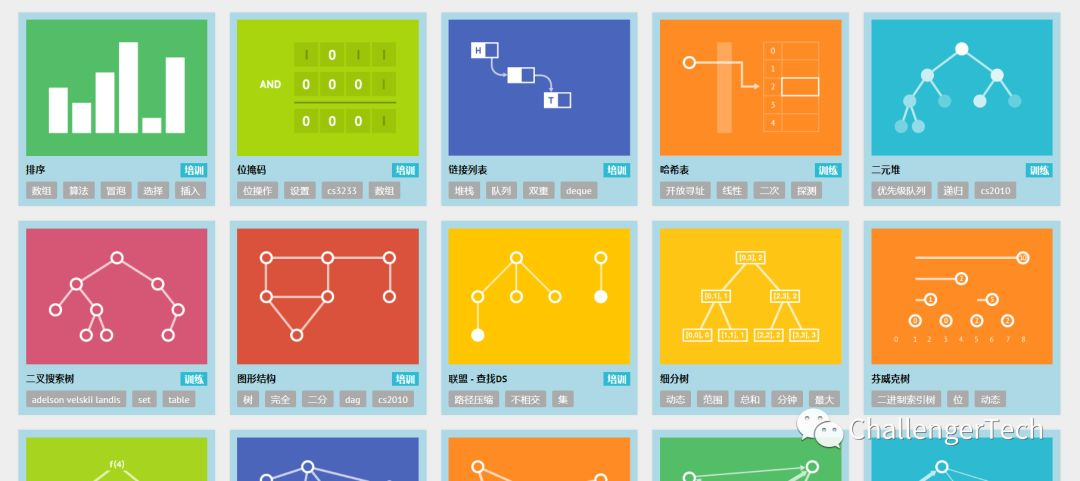 I 0 I I
AND
0 0 0 I
0 0 0 I
H
T
0
1
2
3
4
排序 培训
数组 算法 冒泡 选择 插入
位掩码 培训
位操作 设置 cs3233 数组
链接列表 培训
堆栈 队列 双重 deque
哈希表 训练
开放寻址 线性 二次 探测
二元堆 训练
优先级队列 递归 cs2010
[0,3], 2
[0,1], 1 [2,3], 2
[0,0], 0 [1,1], 1 [2,2], 2 [3,3], 3
2
1 5
0 0 2 2
0 1 2 3 4 5 6 7 8
二叉搜索树 培训
adelson velskii landis set table
图形结构 培训
树 完全 二分 dag cs2010
联盟 - 查找DS 培训
路径压缩 不相交 集
细分树
动态 范围 总和 分钟 最大
芬威克树
二进制索引树 位 动态
ChallengerTech
f(4)